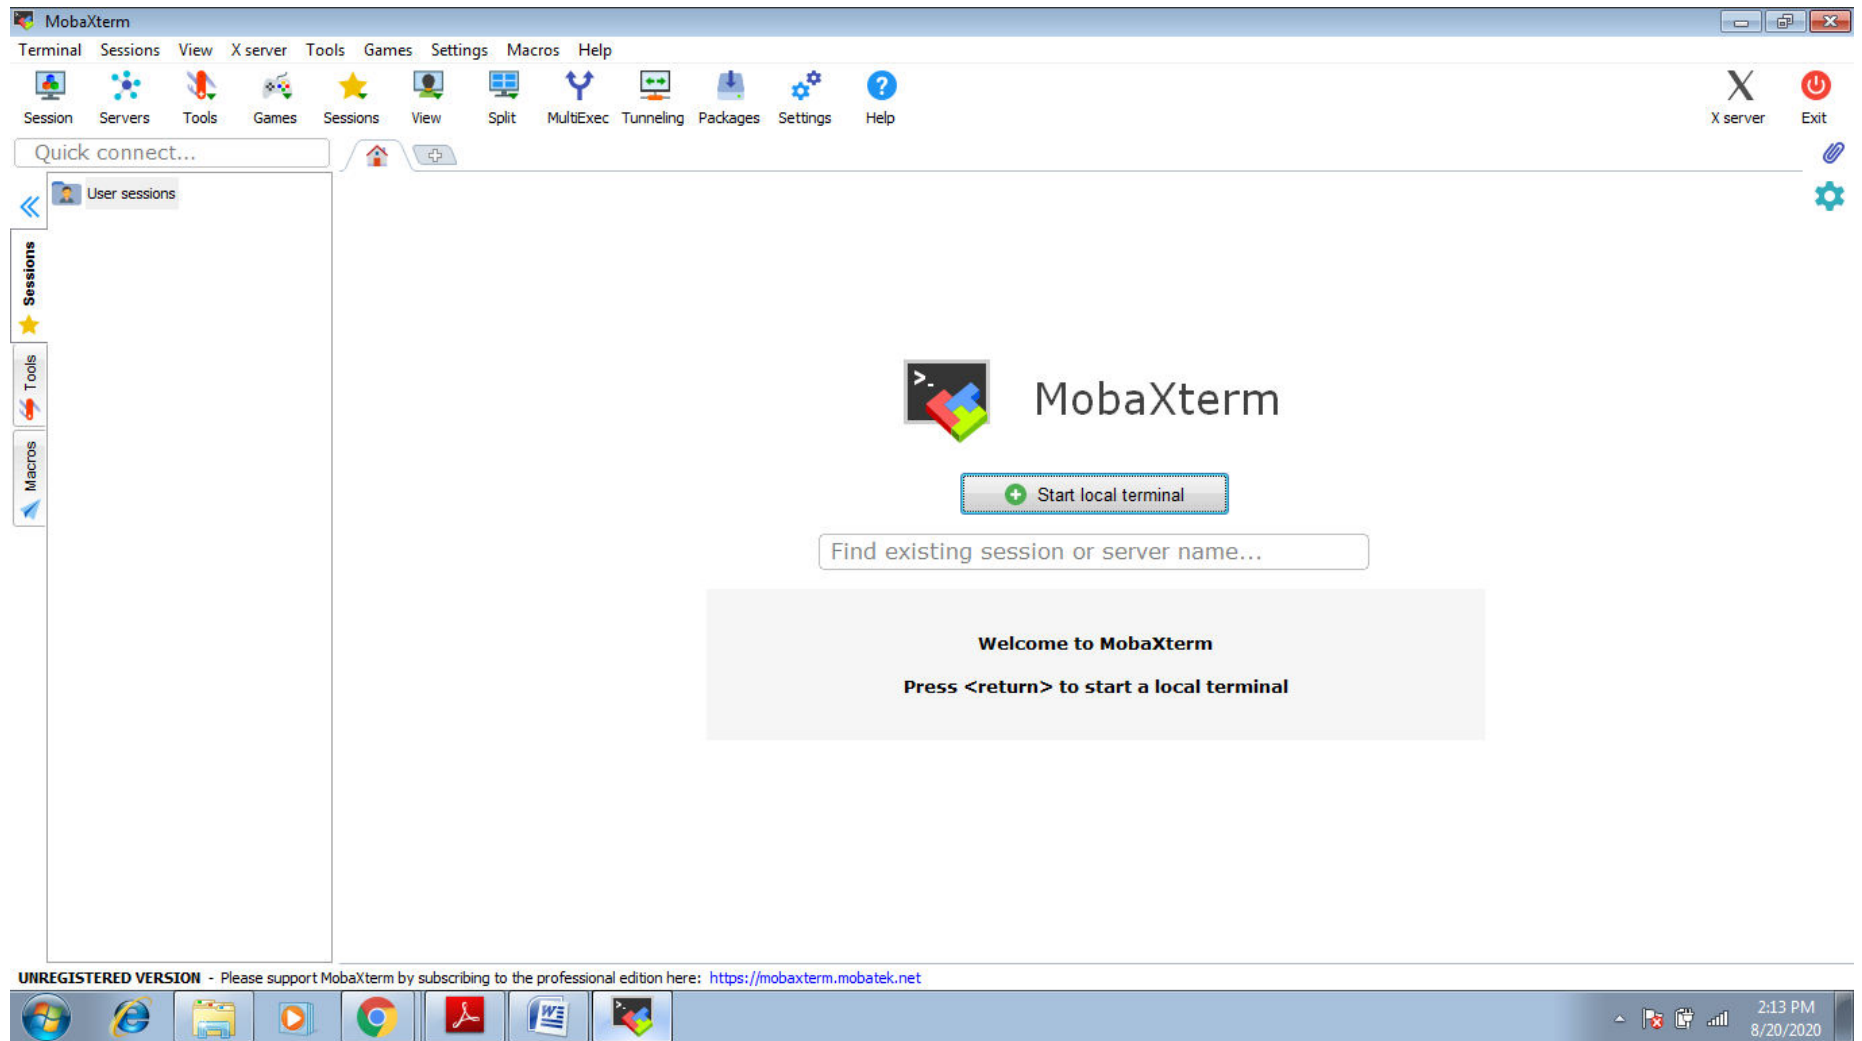 MobaXterm
Terminal Sessions View X server Tools Games Settings Macros Help
Session Servers Tools Games Sessions View Split MultiExec Tunneling Packages Settings Help X server Exit
Quick connect...
User sessions
Sessions
Tools
Macros
>_ MobaXterm
Start local terminal
Find existing session or server name...
Welcome to MobaXterm
Press <return> to start a local terminal
UNREGISTERED VERSION - Please support MobaXterm by subscribing to the professional edition here: https://mobaxterm.mobatek.net
2:13 PM
8/20/2020